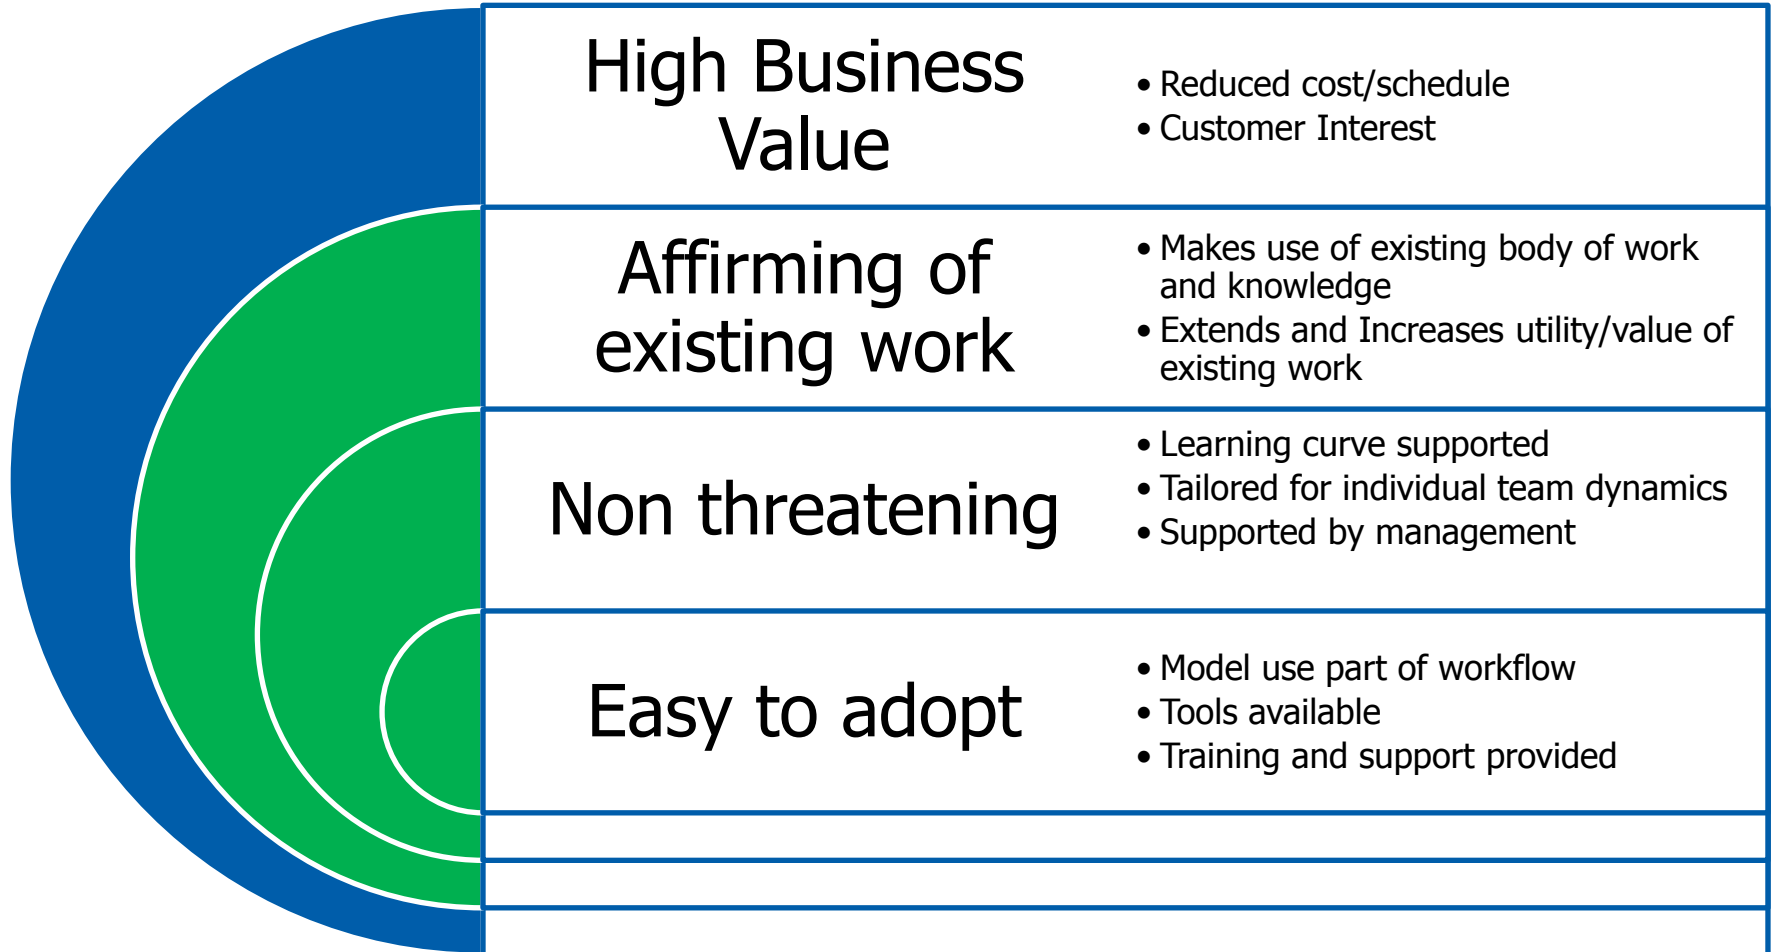 High Business
Value
• Reduced cost/schedule
• Customer Interest
Affirming of
existing work
• Makes use of existing body of work
and knowledge
• Extends and Increases utility/value of
existing work
Non threatening
• Learning curve supported
• Tailored for individual team dynamics
• Supported by management
Easy to adopt
• Model use part of workflow
• Tools available
• Training and support provided